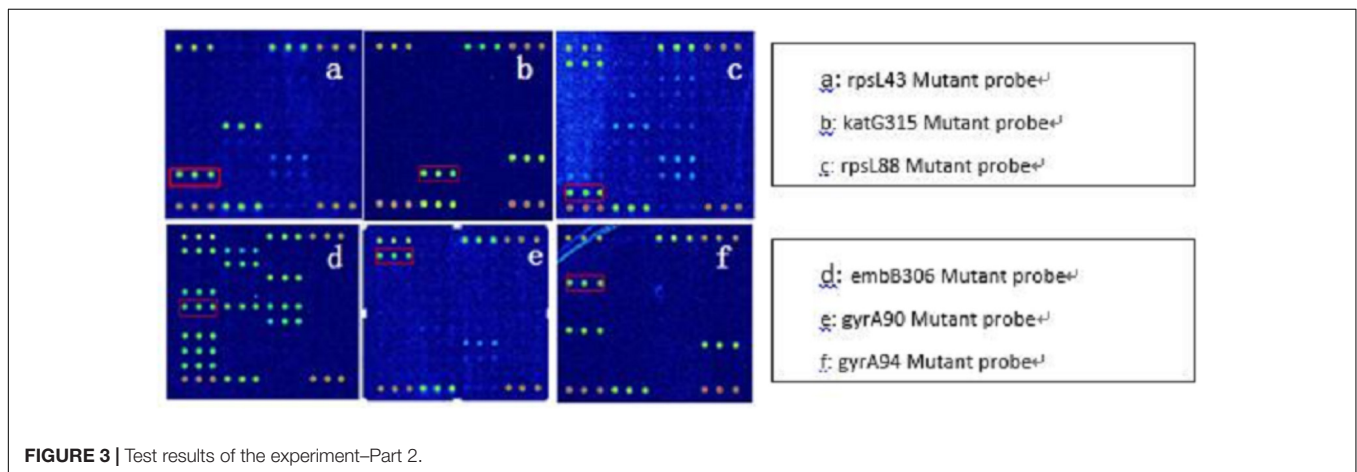 a
b
c
d
e
f
a: rpsL43 Mutant probe↵
b: katG315 Mutant probe↵
c: rpsL88 Mutant probe↵
d: embB306 Mutant probe↵
e: gyrA90 Mutant probe↵
f: gyrA94 Mutant probe↵
FIGURE 3 | Test results of the experiment–Part 2.